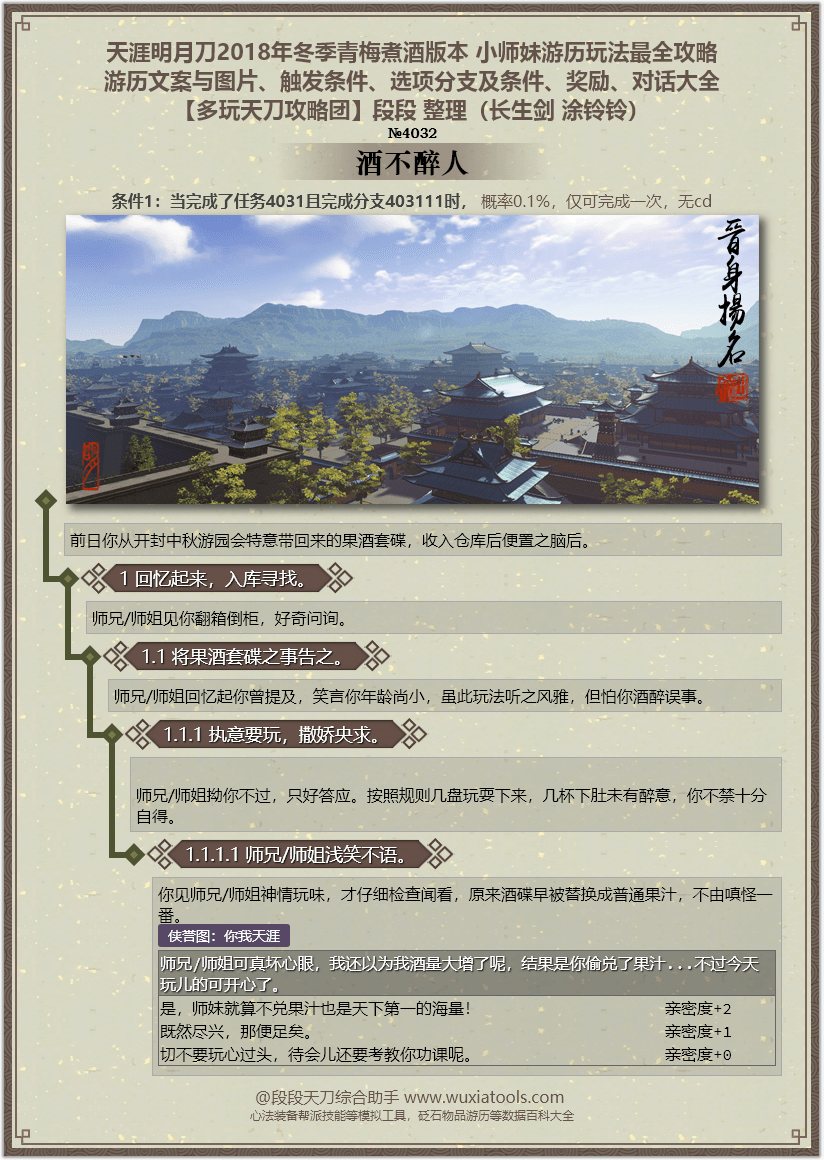 天涯明月刀2018年冬季青梅煮酒版本 小师妹游历玩法最全攻略
游历文案与图片、触发条件、选项分支及条件、奖励、对话大全
【多玩天刀攻略团】段段 整理（长生剑 涂铃铃）
№4032
酒不醉人
条件1：当完成了任务4031且完成分支403111时， 概率0.1%，仅可完成一次，无cd
晋身揚名
前日你从开封中秋游园会特意带回来的果酒套碟，收入仓库后便置之脑后。
1 回忆起来，入库寻找。
师兄/师姐见你翻箱倒柜，好奇问询。
1.1 将果酒套碟之事告之。
师兄/师姐回忆起你曾提及，笑言你年龄尚小，虽此玩法听之风雅，但怕你酒醉误事。
1.1.1 执意要玩，撒娇央求。
师兄/师姐拗你不过，只好答应。按照规则几盘玩耍下来，几杯下肚未有醉意，你不禁十分
自得。
1.1.1.1 师兄/师姐浅笑不语。
你见师兄/师姐神情玩味，才仔细检查闻看，原来酒碟早被替换成普通果汁，不由嗔怪一
番。
侠誉图：你我天涯
师兄/师姐可真坏心眼，我还以为我酒量大增了呢，结果是你偷兑了果汁...不过今天
玩儿的可开心了。
是，师妹就算不兑果汁也是天下第一的海量！ 亲密度+2
既然尽兴，那便足矣。 亲密度+1
切不要玩心过头，待会儿还要考教你功课呢。 亲密度+0
@段段天刀综合助手 www.wuxiatools.com
心法装备帮派技能等模拟工具，砭石物品游历等数据百科大全